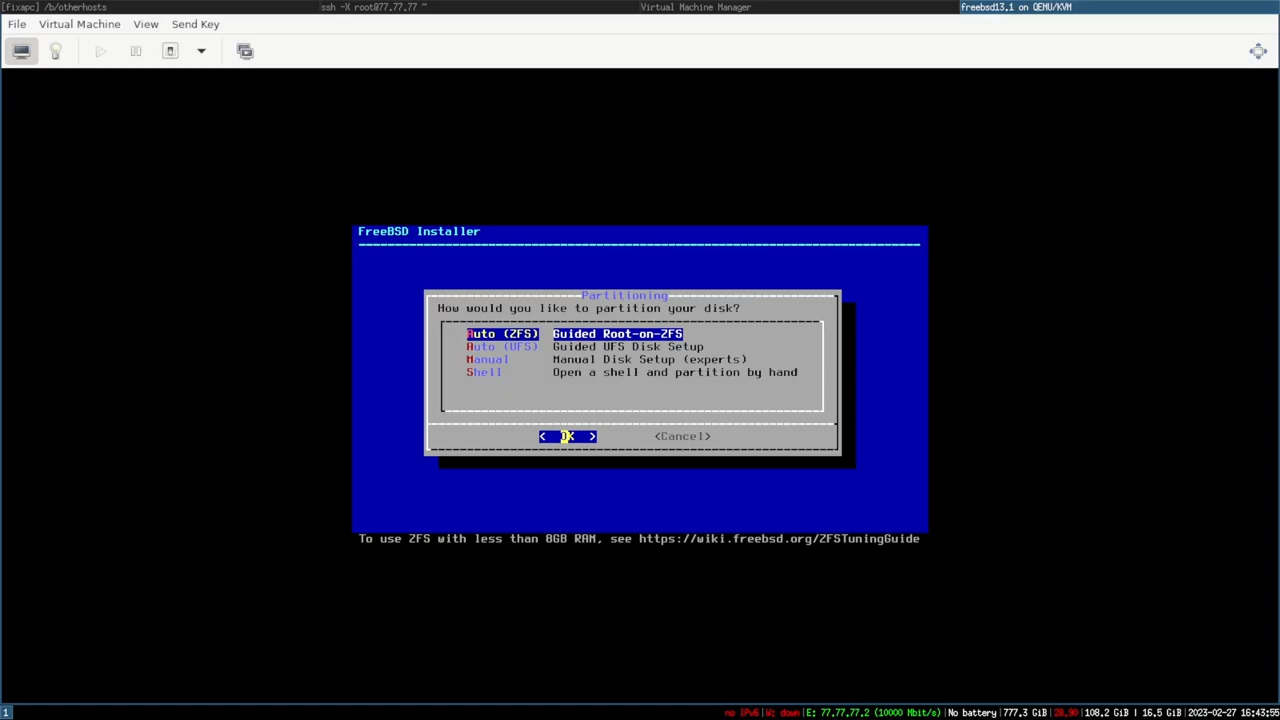 [fixapc] /b/otherhosts
ssh -X root@77.77.77 ~
Virtual Machine Manager
freebsd13.1 on QEMU/KVM
File Virtual Machine View Send Key
FreeBSD Installer
Partitioning
How would you like to partition your disk?
Auto (ZFS) Guided Root-on-ZFS
Auto (UFS) Guided UFS Disk Setup
Manual Manual Disk Setup (experts)
Shell Open a shell and partition by hand
< OK > <Cancel>
To use ZFS with less than 8GB RAM, see https://wiki.freebsd.org/ZFSTuningGuide
1
no IPv6|W: down|E: 77.77.77.2 (10000 Mbit/s)|No battery|777.3 GiB|28.90|108.2 GiB | 16.5 GiB|2023-02-27 16:43:55